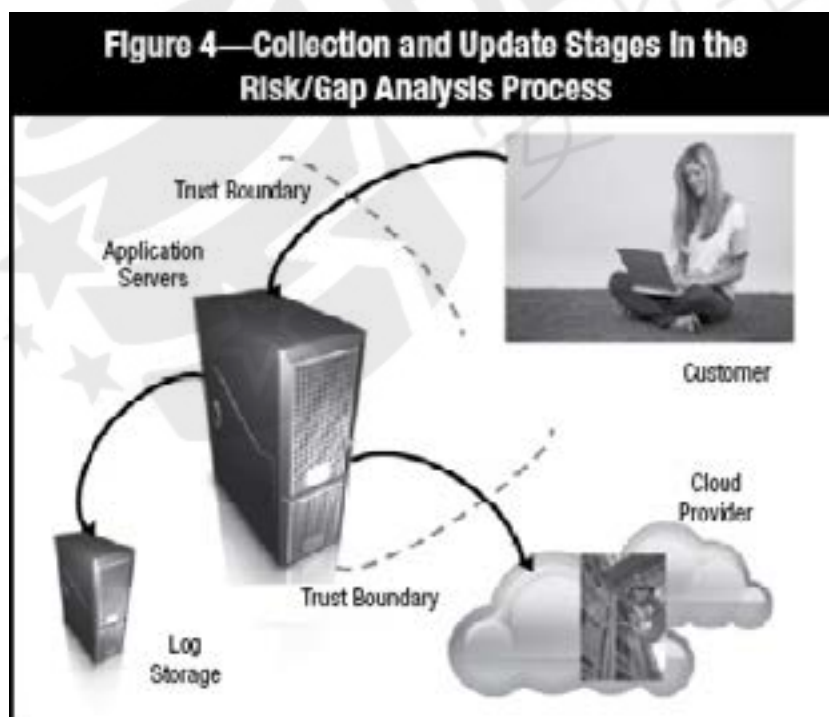 Figure 4—Collection and Update Stages in the
Risk/Gap Analysis Process
Trust Boundary
Application
Servers
Customer
Cloud
Provider
Trust Boundary
Log
Storage